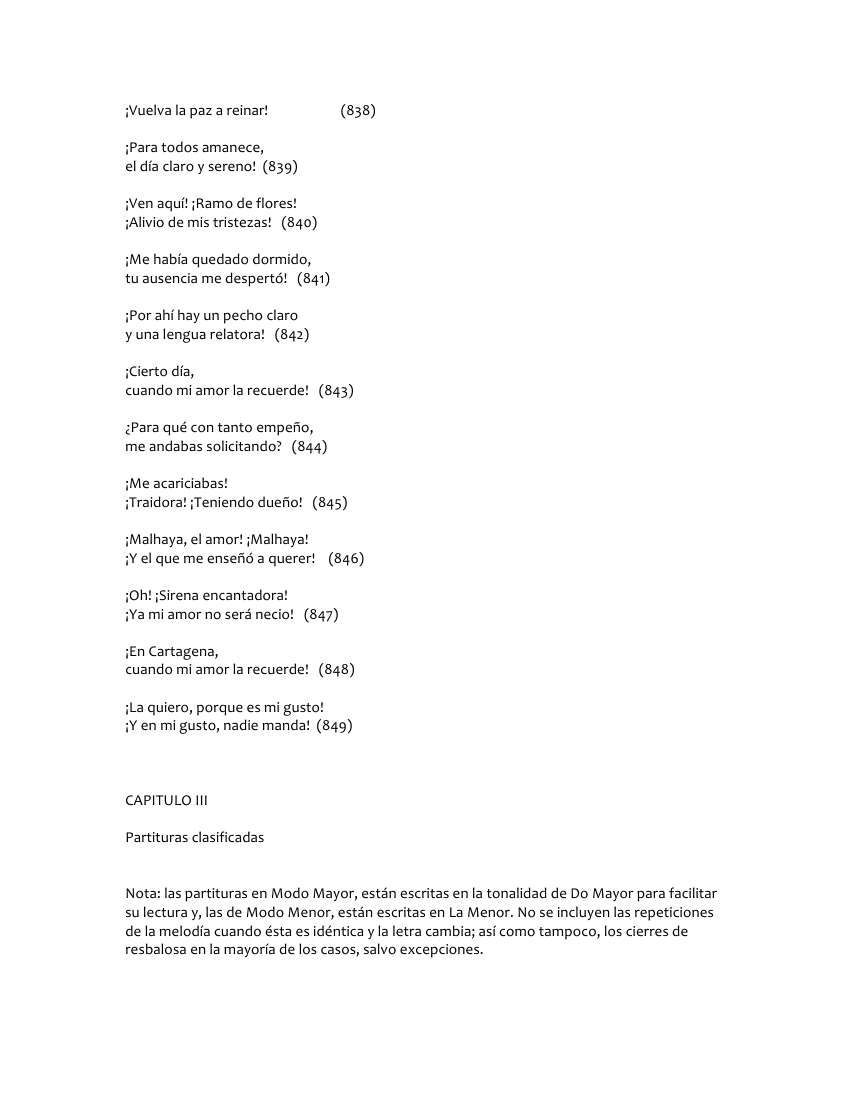 ¡Vuelva la paz a reinar! (838)
¡Para todos amanece,
el día claro y sereno! (839)
¡Ven aquí! ¡Ramo de flores!
¡Alivio de mis tristezas! (840)
¡Me había quedado dormido,
tu ausencia me despertó! (841)
¡Por ahí hay un pecho claro
y una lengua relatora! (842)
¡Cierto día,
cuando mi amor la recuerde! (843)
¿Para qué con tanto empeño,
me andabas solicitando? (844)
¡Me acariciabas!
¡Traidora! ¡Teniendo dueño! (845)
¡Malhaya, el amor! ¡Malhaya!
¡Y el que me enseñó a querer! (846)
¡Oh! ¡Sirena encantadora!
¡Ya mi amor no será necio! (847)
¡En Cartagena,
cuando mi amor la recuerde! (848)
¡La quiero, porque es mi gusto!
¡Y en mi gusto, nadie manda! (849)
CAPITULO III
Partituras clasificadas
Nota: las partituras en Modo Mayor, están escritas en la tonalidad de Do Mayor para facilitar
su lectura y, las de Modo Menor, están escritas en La Menor. No se incluyen las repeticiones
de la melodía cuando ésta es idéntica y la letra cambia; así como tampoco, los cierres de
resbalosa en la mayoría de los casos, salvo excepciones.